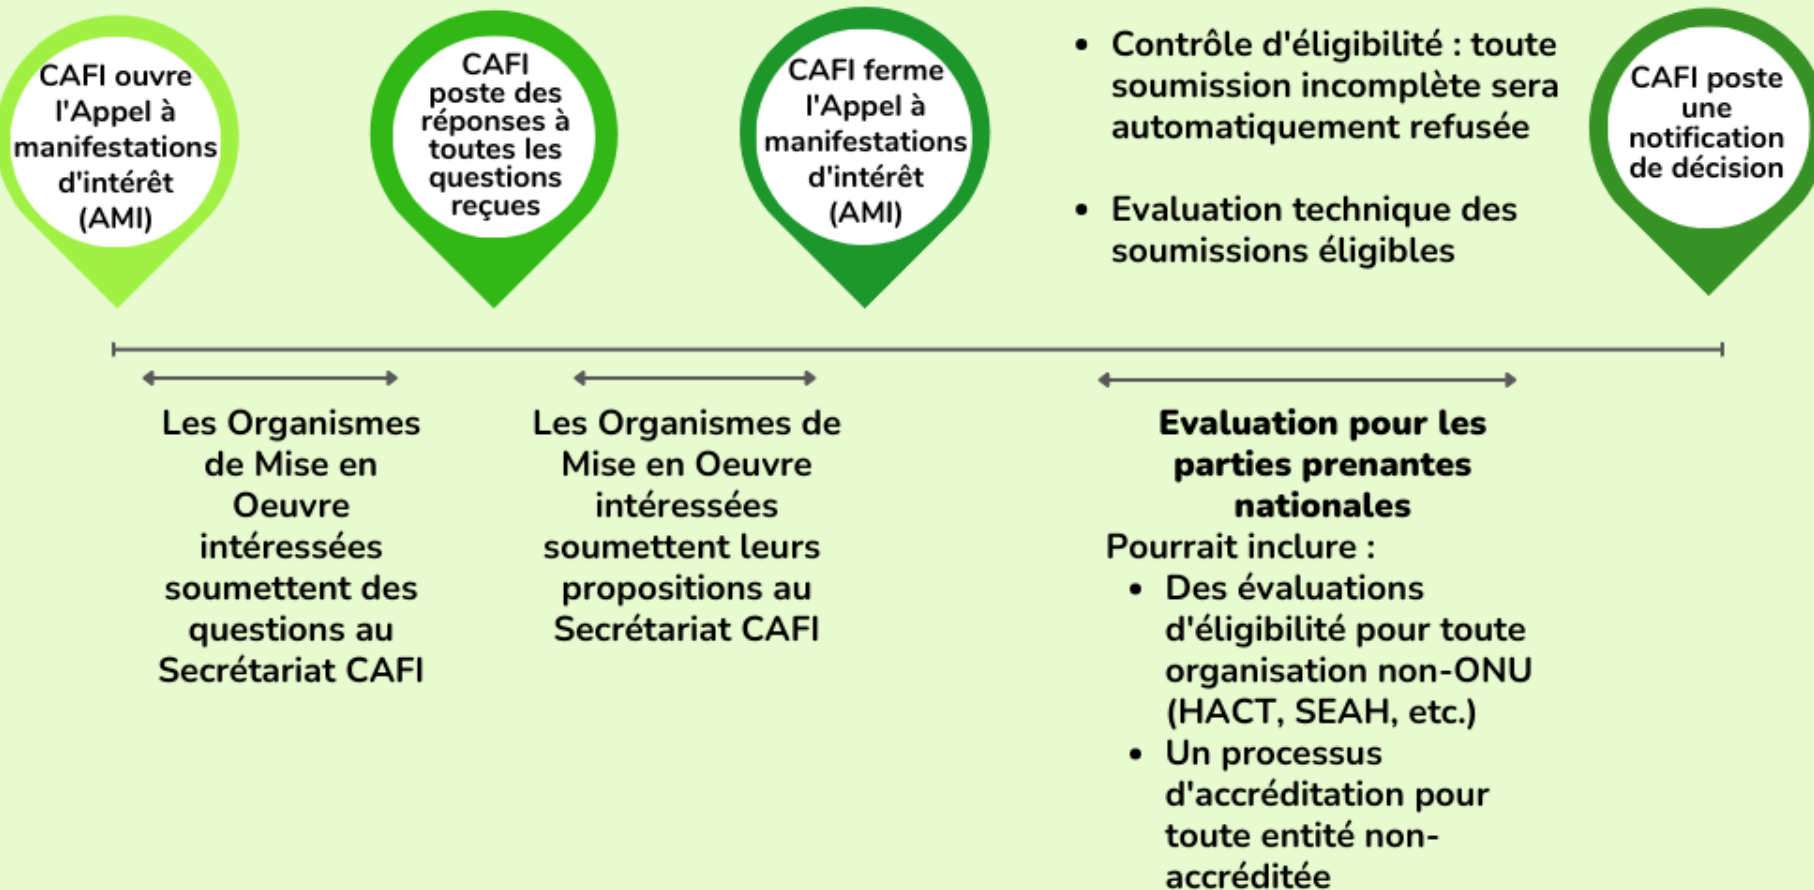 CAFI ouvre
l'Appel à
manifestations
d'intérêt
(AMI)
CAFI
poste des
réponses à
toutes les
questions
reçues
CAFI ferme
l'Appel à
manifestations
d'intérêt
(AMI)
• Contrôle d'éligibilité : toute
soumission incomplète sera
automatiquement refusée
• Evaluation technique des
soumissions éligibles
CAFI poste
une
notification
de décision
Les Organismes
de Mise en
Oeuvre
intéressées
soumettent des
questions au
Secrétariat CAFI
Les Organismes de
Mise en Oeuvre
intéressées
soumettent leurs
propositions au
Secrétariat CAFI
Evaluation pour les
parties prenantes
nationales
Pourrait inclure :
• Des évaluations
d'éligibilité pour toute
organisation non-ONU
(HACT, SEAH, etc.)
• Un processus
d'accréditation pour
toute entité non-
accréditée